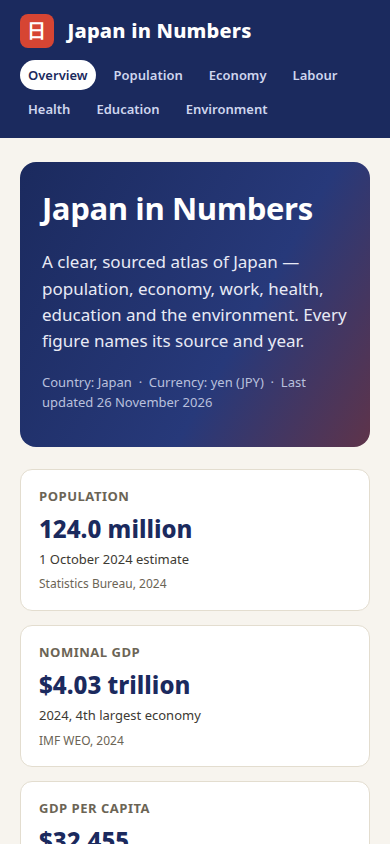 日 Japan in Numbers
Overview Population Economy Labour
Health Education Environment
Japan in Numbers
A clear, sourced atlas of Japan —
population, economy, work, health,
education and the environment. Every
figure names its source and year.
Country: Japan · Currency: yen (JPY) · Last
updated 26 November 2026
POPULATION
124.0 million
1 October 2024 estimate
Statistics Bureau, 2024
NOMINAL GDP
$4.03 trillion
2024, 4th largest economy
IMF WEO, 2024
GDP PER CAPITA
$32,455